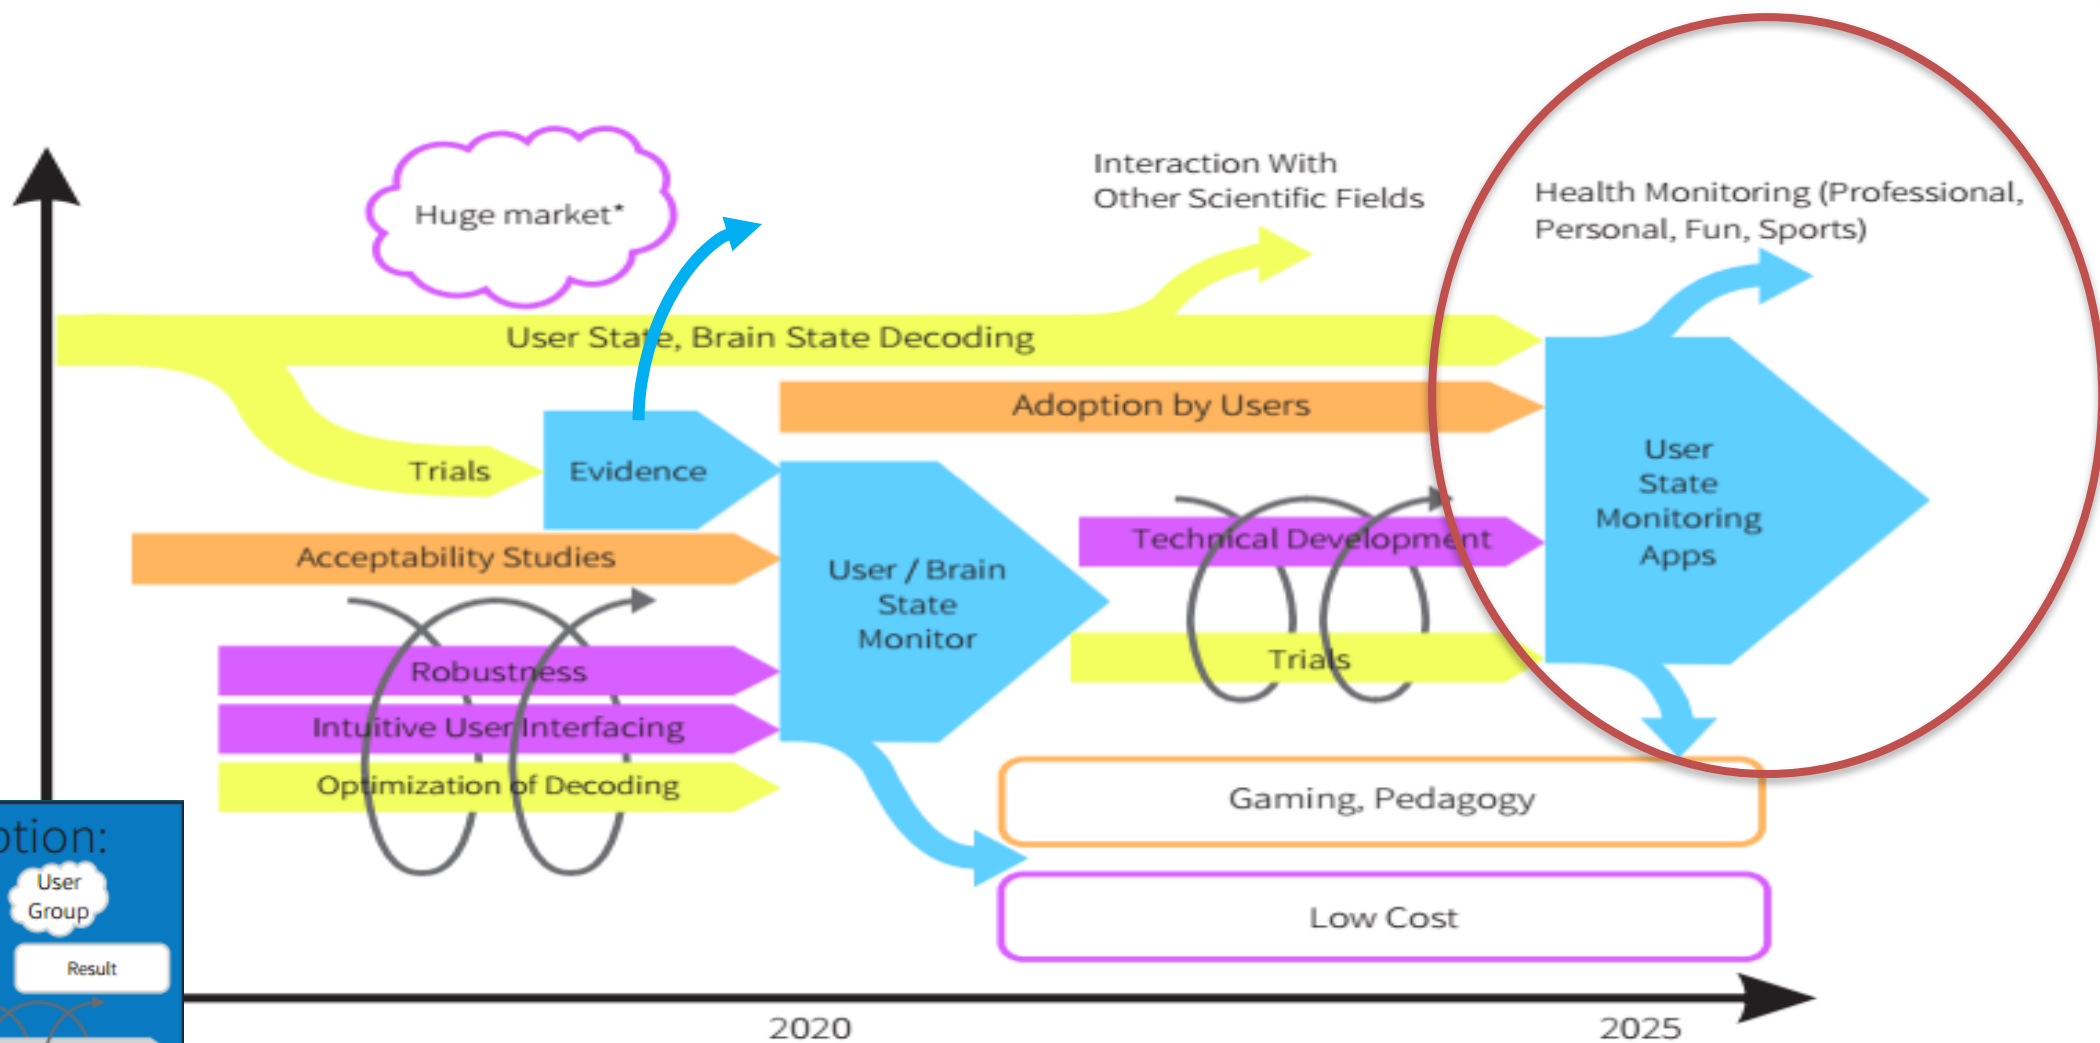 Huge market*
Interaction With
Other Scientific Fields
Health Monitoring (Professional,
Personal, Fun, Sports)
User State, Brain State Decoding
Adoption by Users
Trials
Evidence
User
State
Monitoring
Apps
Technical Development
Acceptability Studies
User / Brain
State
Monitor
Trials
Robustness
Intuitive User Interfacing
Optimization of Decoding
Gaming, Pedagogy
Low Cost
ption:
User
Group
Result
2020
2025